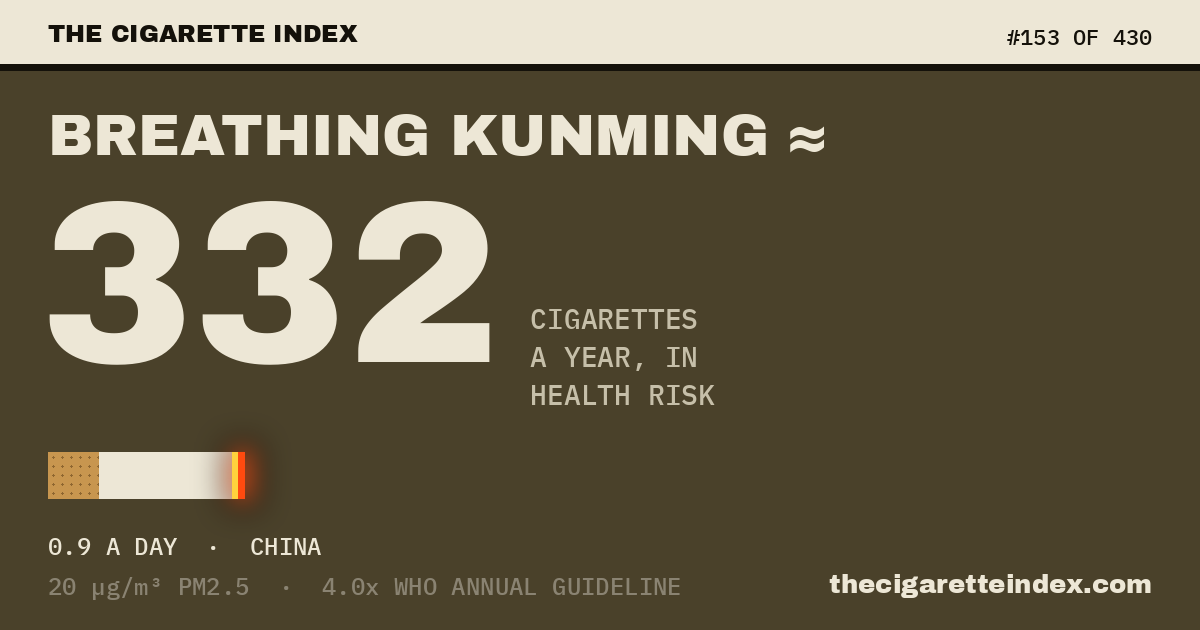 THE CIGARETTE INDEX
#153 OF 430
BREATHING KUNMING ≈
332
CIGARETTES
A YEAR, IN
HEALTH RISK
0.9 A DAY · CHINA
20 µg/m³ PM2.5 · 4.0x WHO ANNUAL GUIDELINE
thecigaretteindex.com